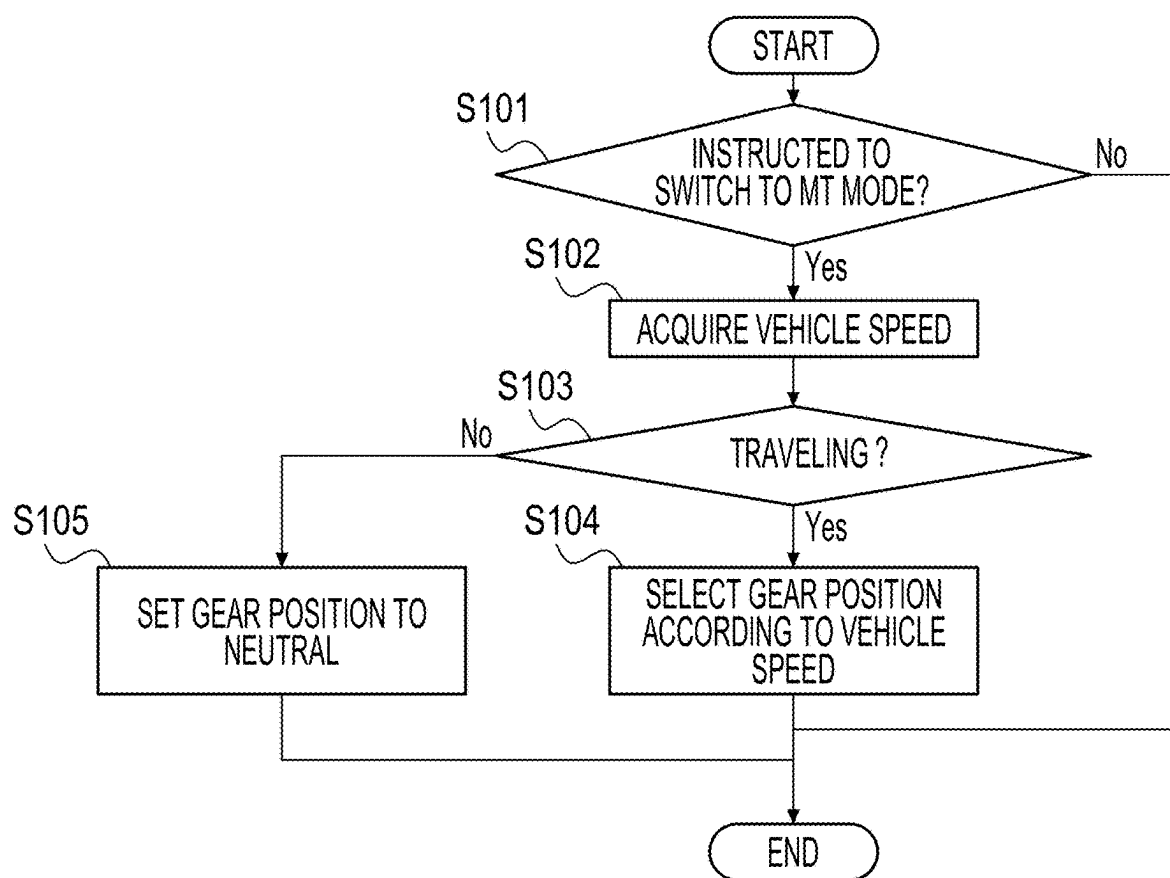 START
S101
INSTRUCTED TO
SWITCH TO MT MODE?
No
Yes
S102
ACQUIRE VEHICLE SPEED
S103
No
TRAVELING ?
Yes
S105
SET GEAR POSITION TO
NEUTRAL
S104
SELECT GEAR POSITION
ACCORDING TO VEHICLE
SPEED
END